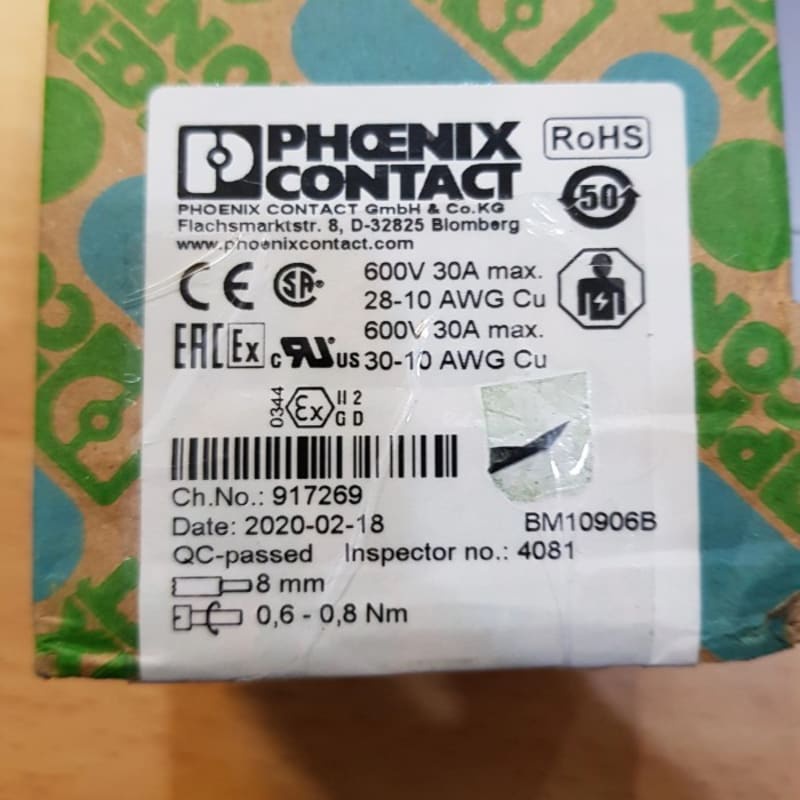 PHŒNIX
CONTACT
RoHS
50
PHOENIX CONTACT GmbH & Co.KG
Flachsmarktstr. 8, D-32825 Blomberg
www.phoenixcontact.com
CE SA 600V 30A max.
28-10 AWG Cu
EAC Ex c RU US 600V 30A max.
30-10 AWG Cu
0344 Ex II 2
G D
Ch.No.: 917269
Date: 2020-02-18 BM10906B
QC-passed Inspector no.: 4081
8 mm
0,6 - 0,8 Nm